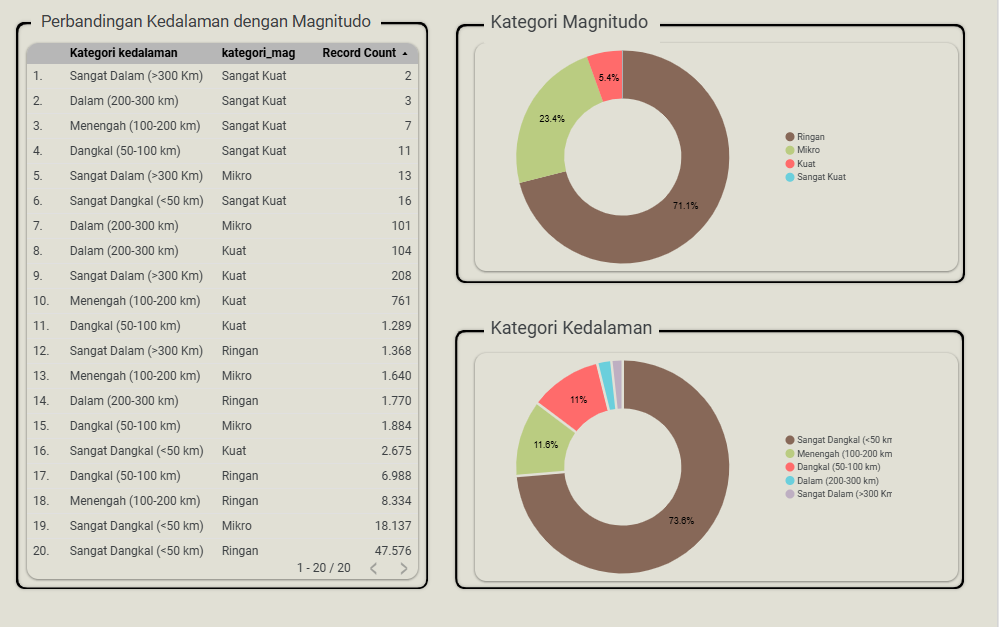 Perbandingan Kedalaman dengan Magnitudo
Kategori kedalaman kategori_mag Record Count
1. Sangat Dalam (>300 Km) Sangat Kuat 2
2. Dalam (200-300 km) Sangat Kuat 3
3. Menengah (100-200 km) Sangat Kuat 7
4. Dangkal (50-100 km) Sangat Kuat 11
5. Sangat Dalam (>300 Km) Mikro 13
6. Sangat Dangkal (<50 km) Sangat Kuat 16
7. Dalam (200-300 km) Mikro 101
8. Dalam (200-300 km) Kuat 104
9. Sangat Dalam (>300 Km) Kuat 208
10. Menengah (100-200 km) Kuat 761
11. Dangkal (50-100 km) Kuat 1.289
12. Sangat Dalam (>300 Km) Ringan 1.368
13. Menengah (100-200 km) Mikro 1.640
14. Dalam (200-300 km) Ringan 1.770
15. Dangkal (50-100 km) Mikro 1.884
16. Sangat Dangkal (<50 km) Kuat 2.675
17. Dangkal (50-100 km) Ringan 6.988
18. Menengah (100-200 km) Ringan 8.334
19. Sangat Dangkal (<50 km) Mikro 18.137
20. Sangat Dangkal (<50 km) Ringan 47.576
1 - 20 / 20
Kategori Magnitudo
5.4%
23.4%
71.1%
Ringan
Mikro
Kuat
Sangat Kuat
Kategori Kedalaman
11%
11.6%
73.6%
Sangat Dangkal (<50 km
Menengah (100-200 km
Dangkal (50-100 km)
Dalam (200-300 km)
Sangat Dalam (>300 Km